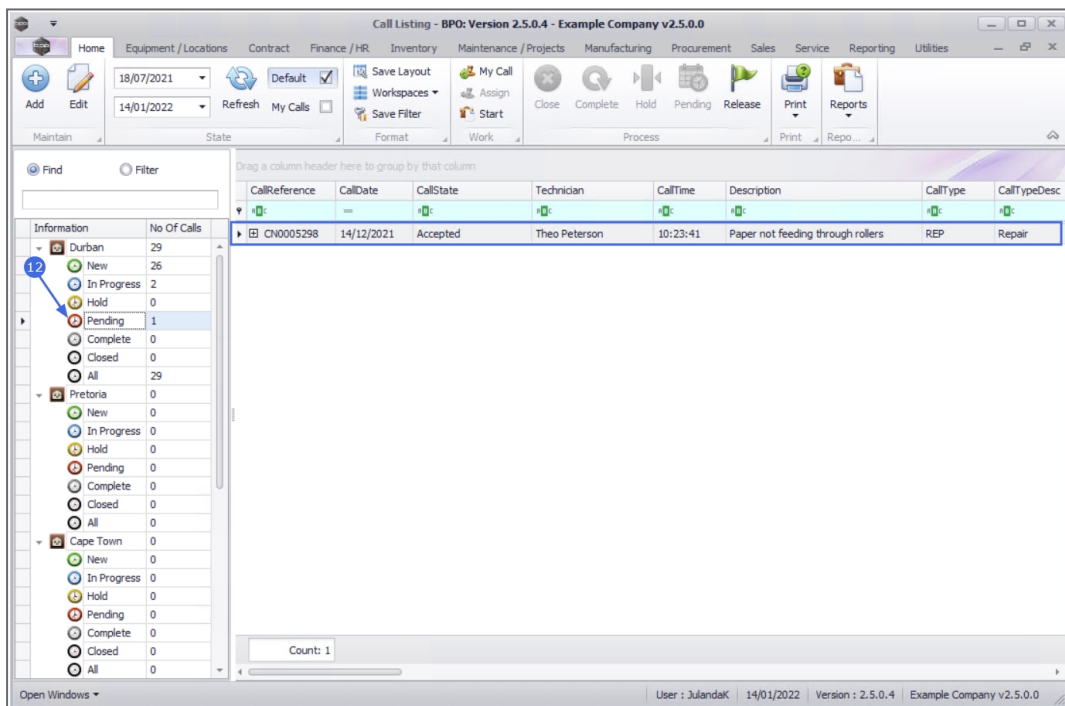 Call Listing - BPO: Version 2.5.0.4 - Example Company v2.5.0.0
Home Equipment / Locations Contract Finance / HR Inventory Maintenance / Projects Manufacturing Procurement Sales Service Reporting Utilities
18/07/2021 Default Save Layout My Call
Workspaces Assign
Add Edit 14/01/2022 Refresh My Calls Save Filter Start Close Complete Hold Pending Release Print Reports
Maintain State Format Work Process Print Repo...
Find Filter
Drag a column header here to group by that column
CallReference CallDate CallState Technician CallTime Description CallType CallTypeDesc
CN0005298 14/12/2021 Accepted Theo Peterson 10:23:41 Paper not feeding through rollers REP Repair
Information No Of Calls
Durban 29
12
New 26
In Progress 2
Hold 0
Pending 1
Complete 0
Closed 0
All 29
Pretoria 0
New 0
In Progress 0
Hold 0
Pending 0
Complete 0
Closed 0
All 0
Cape Town 0
New 0
In Progress 0
Hold 0
Pending 0
Complete 0
Closed 0
All 0
Count: 1
Open Windows User : JulandaK 14/01/2022 Version : 2.5.0.4 Example Company v2.5.0.0